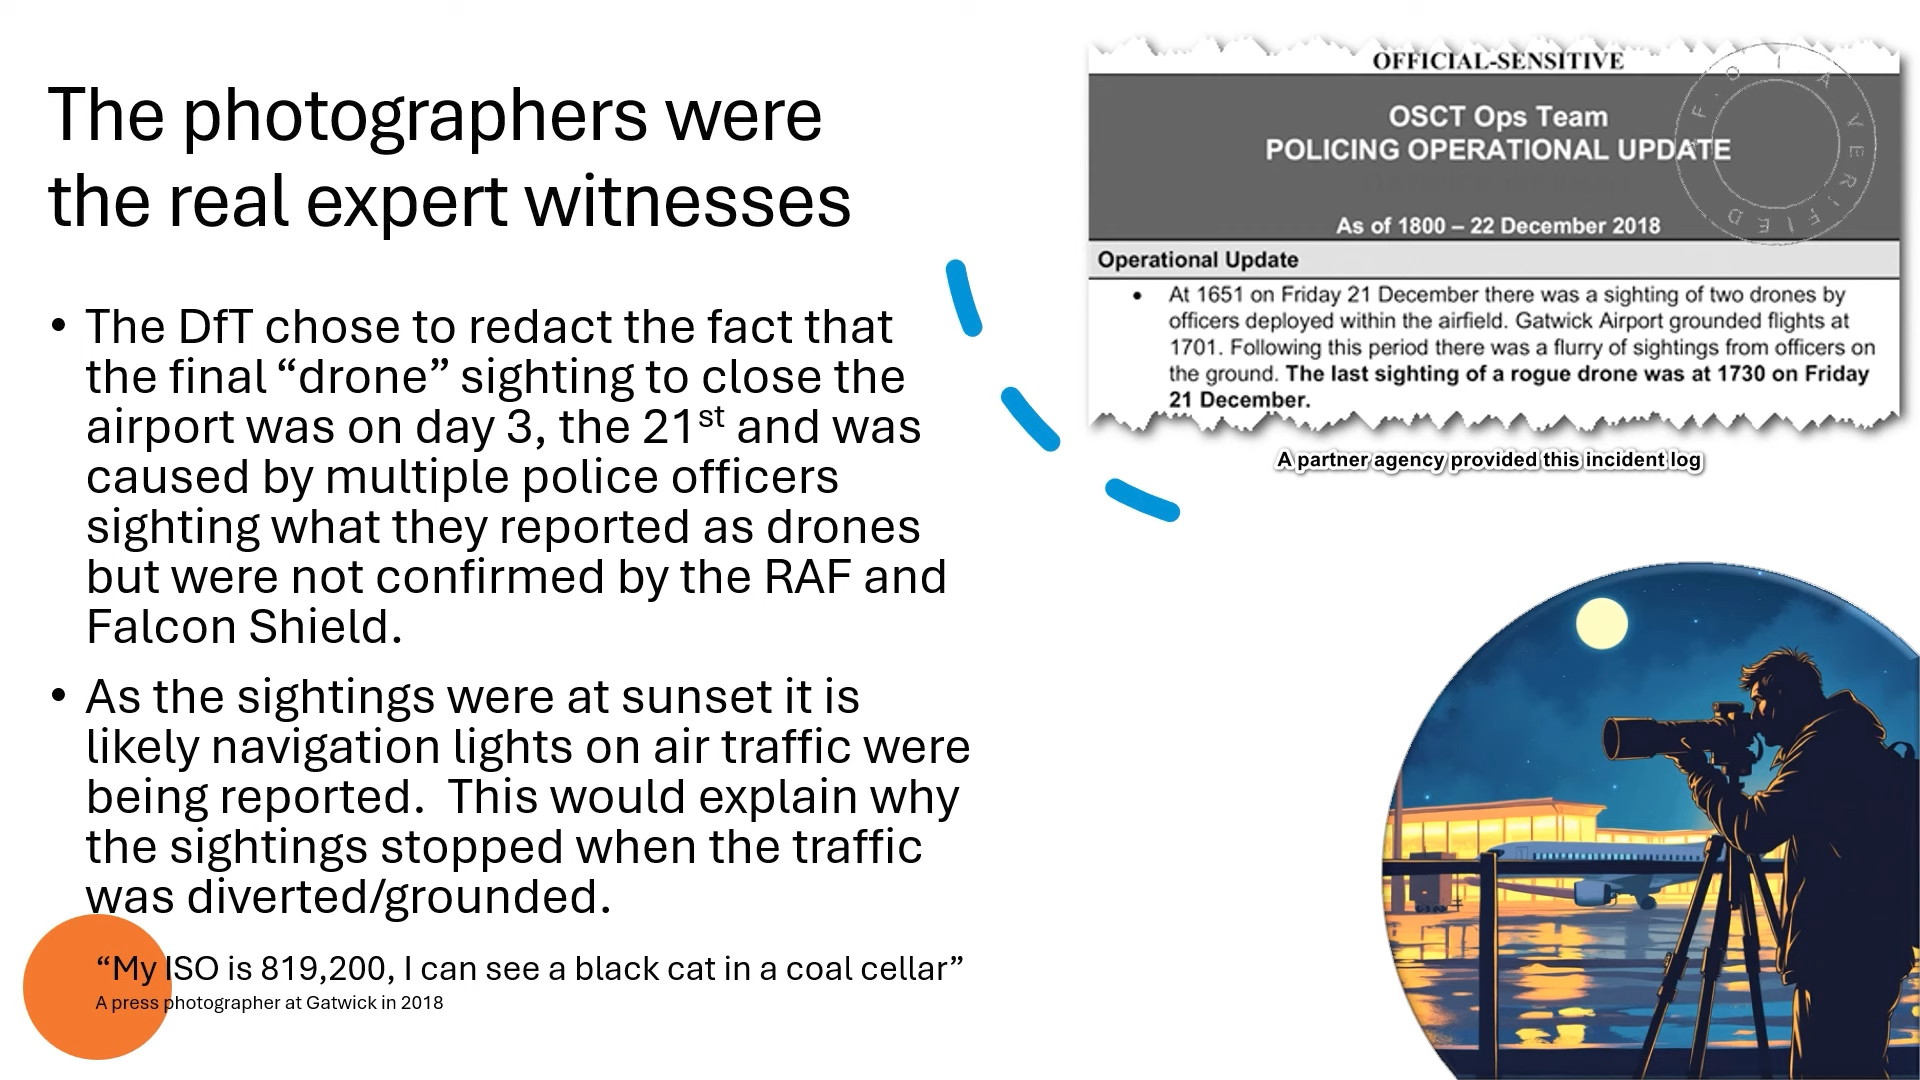 The photographers were
the real expert witnesses
• The DfT chose to redact the fact that
the final “drone” sighting to close the
airport was on day 3, the 21st and was
caused by multiple police officers
sighting what they reported as drones
but were not confirmed by the RAF and
Falcon Shield.
• As the sightings were at sunset it is
likely navigation lights on air traffic were
being reported.  This would explain why
the sightings stopped when the traffic
was diverted/grounded.
“My ISO is 819,200, I can see a black cat in a coal cellar”
A press photographer at Gatwick in 2018
OFFICIAL-SENSITIVE
F.O.I.A VERIFIED
OSCT Ops Team
POLICING OPERATIONAL UPDATE
As of 1800 – 22 December 2018
Operational Update
• At 1651 on Friday 21 December there was a sighting of two drones by
officers deployed within the airfield. Gatwick Airport grounded flights at
1701. Following this period there was a flurry of sightings from officers on
the ground. The last sighting of a rogue drone was at 1730 on Friday
21 December.
A partner agency provided this incident log